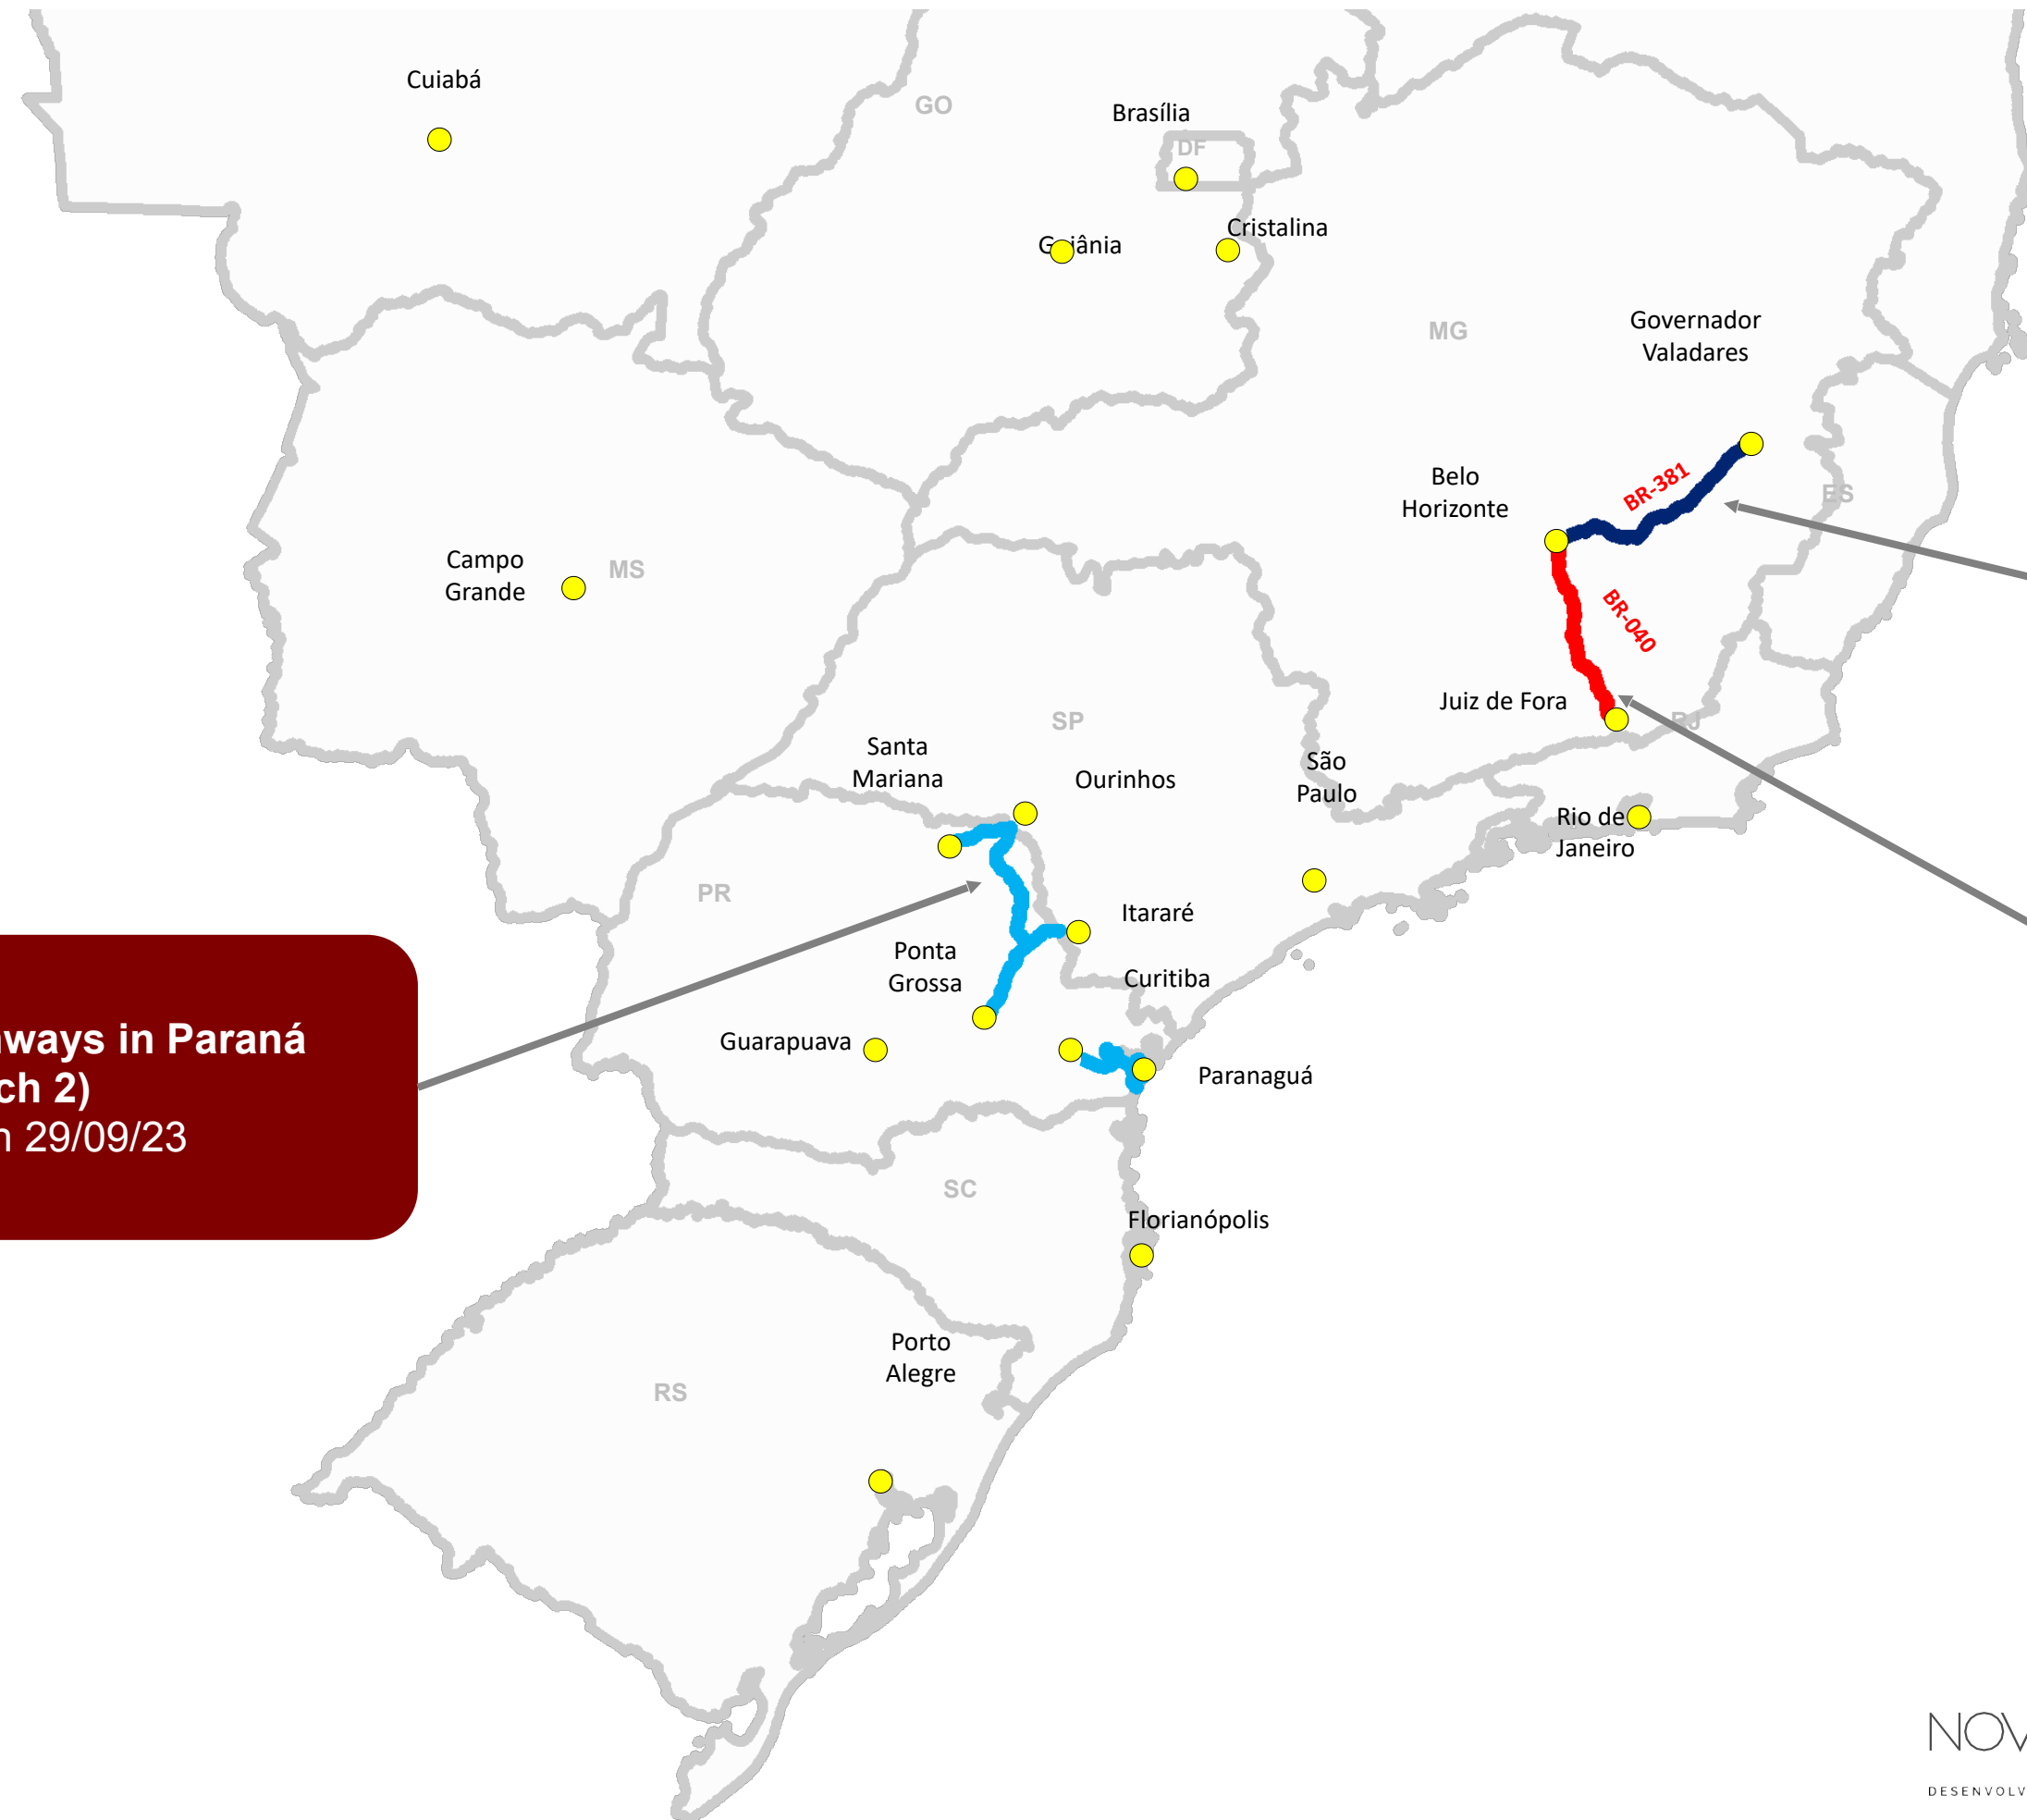 Cuiabá
GO
Brasília
DF
Cristalina
Goiânia
MG
Governador
Valadares
BR-381
ES
Belo
Horizonte
Campo
Grande
MS
BR-040
Juiz de Fora
RJ
SP
Santa
Mariana
Ourinhos
São
Paulo
Rio de
Janeiro
PR
Itararé
Ponta
Grossa
Curitiba
Guarapuava
Paranaguá
ways in Paraná
ch 2)
n 29/09/23
SC
Florianópolis
Porto
Alegre
RS
NOV
DESENVOLV